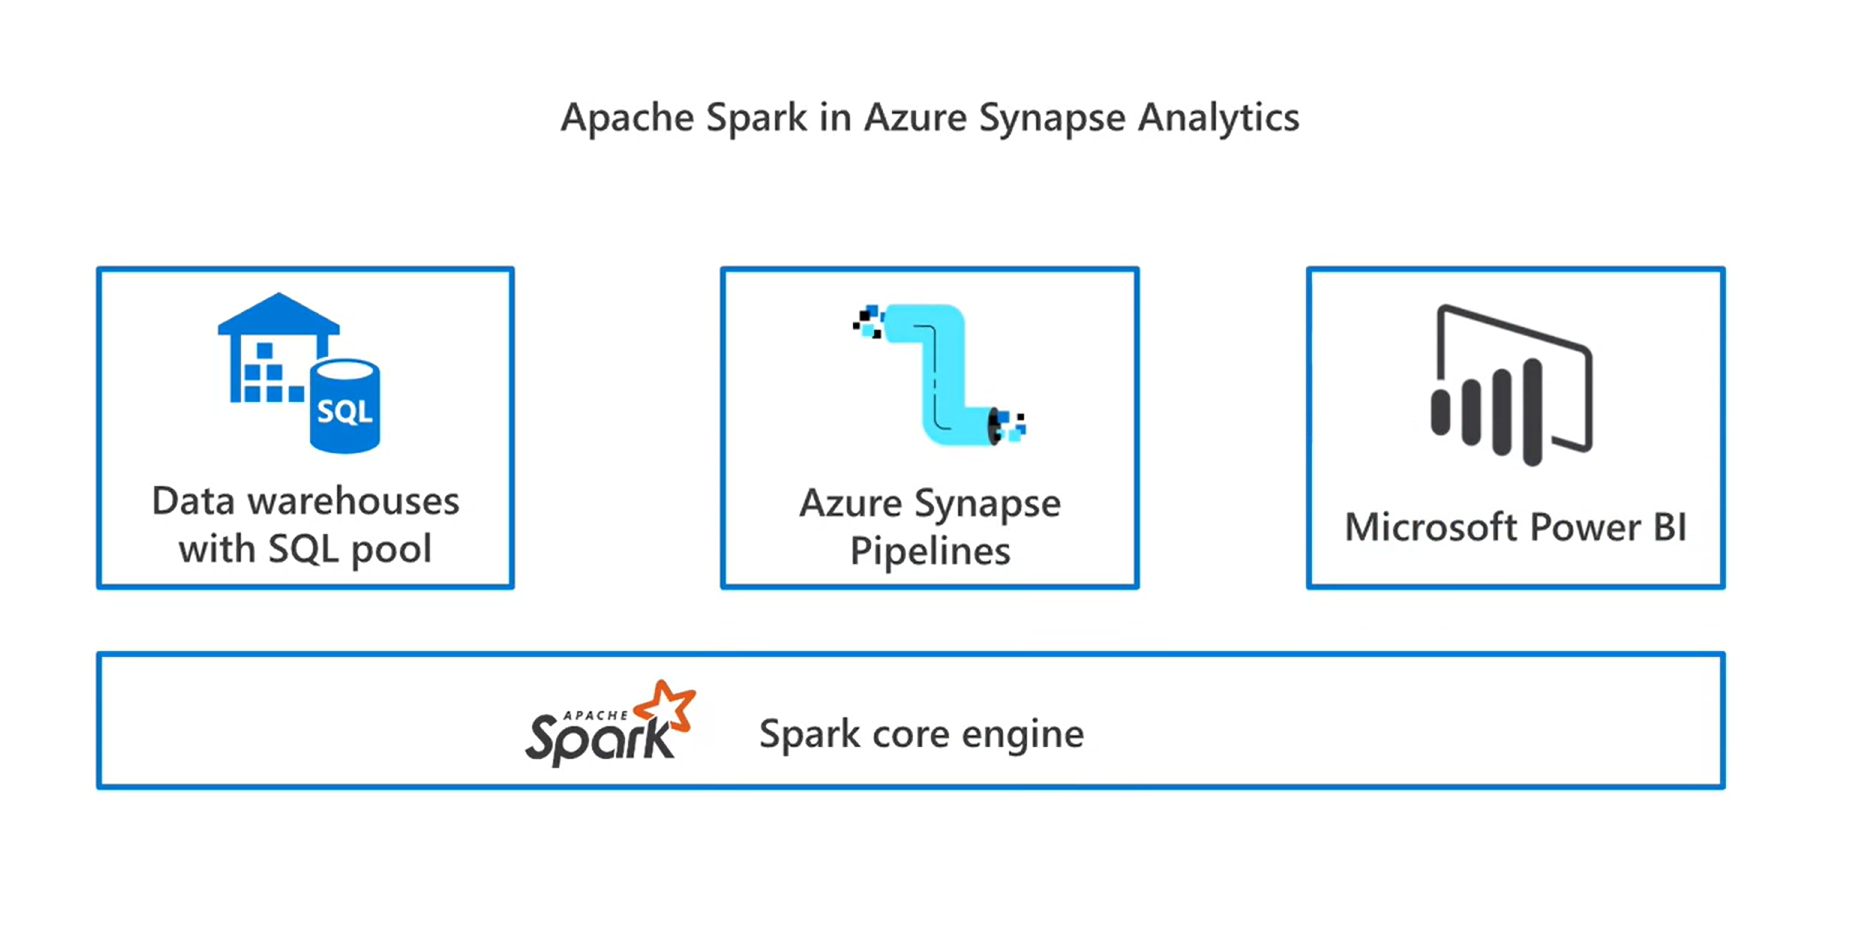 Apache Spark in Azure Synapse Analytics
SQL
Data warehouses
with SQL pool
Azure Synapse
Pipelines
Microsoft Power BI
APACHE
Spark
Spark core engine